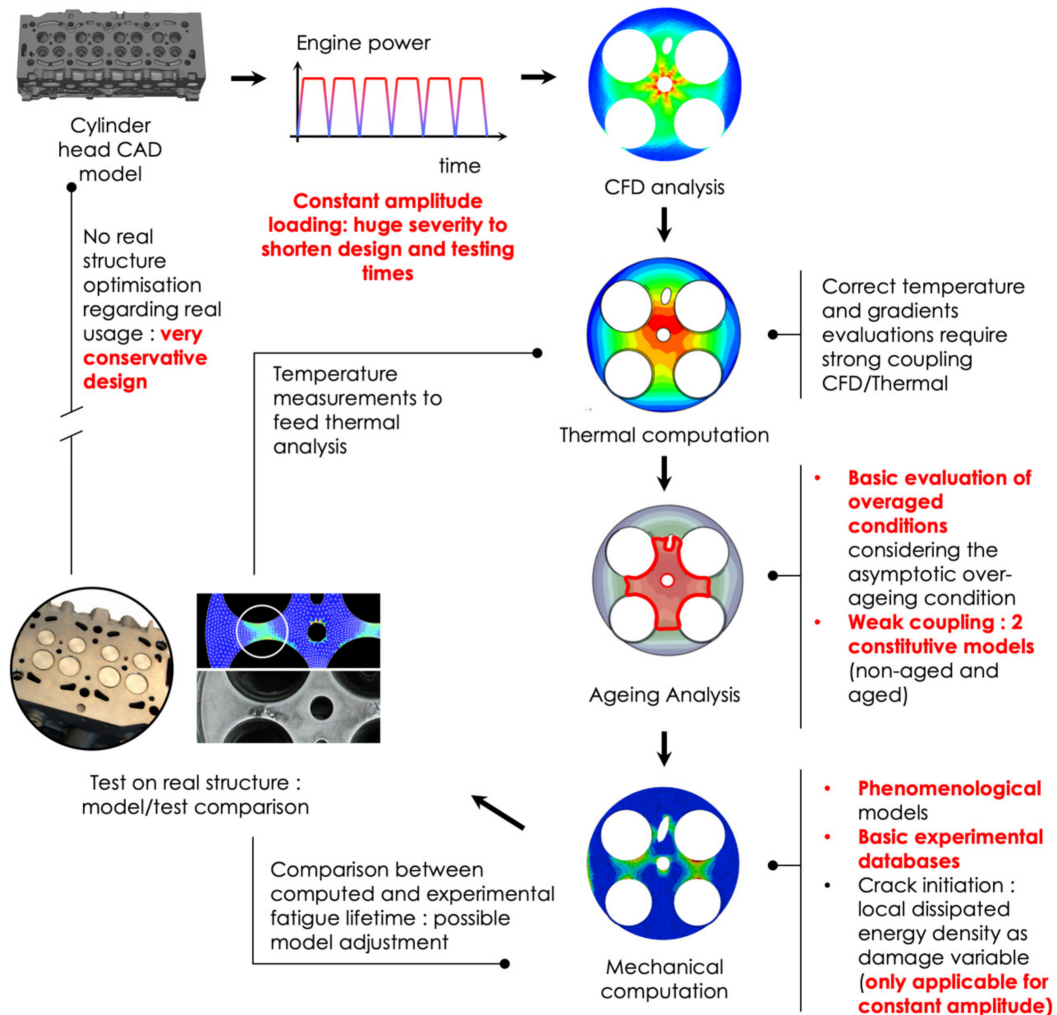 Cylinder
head CAD
model
Engine power
time
Constant amplitude
loading: huge severity to
shorten design and testing
times
CFD analysis
No real
structure
optimisation
regarding real
usage : very
conservative
design
Temperature
measurements to
feed thermal
analysis
Thermal computation
Correct temperature
and gradients
evaluations require
strong coupling
CFD/Thermal
Ageing Analysis
• Basic evaluation of
overaged
conditions
considering the
asymptotic over-
ageing condition
• Weak coupling : 2
constitutive models
(non-aged and
aged)
Test on real structure :
model/test comparison
Comparison between
computed and experimental
fatigue lifetime : possible
model adjustment
Mechanical
computation
• Phenomenological
models
• Basic experimental
databases
• Crack initiation :
local dissipated
energy density as
damage variable
(only applicable for
constant amplitude)